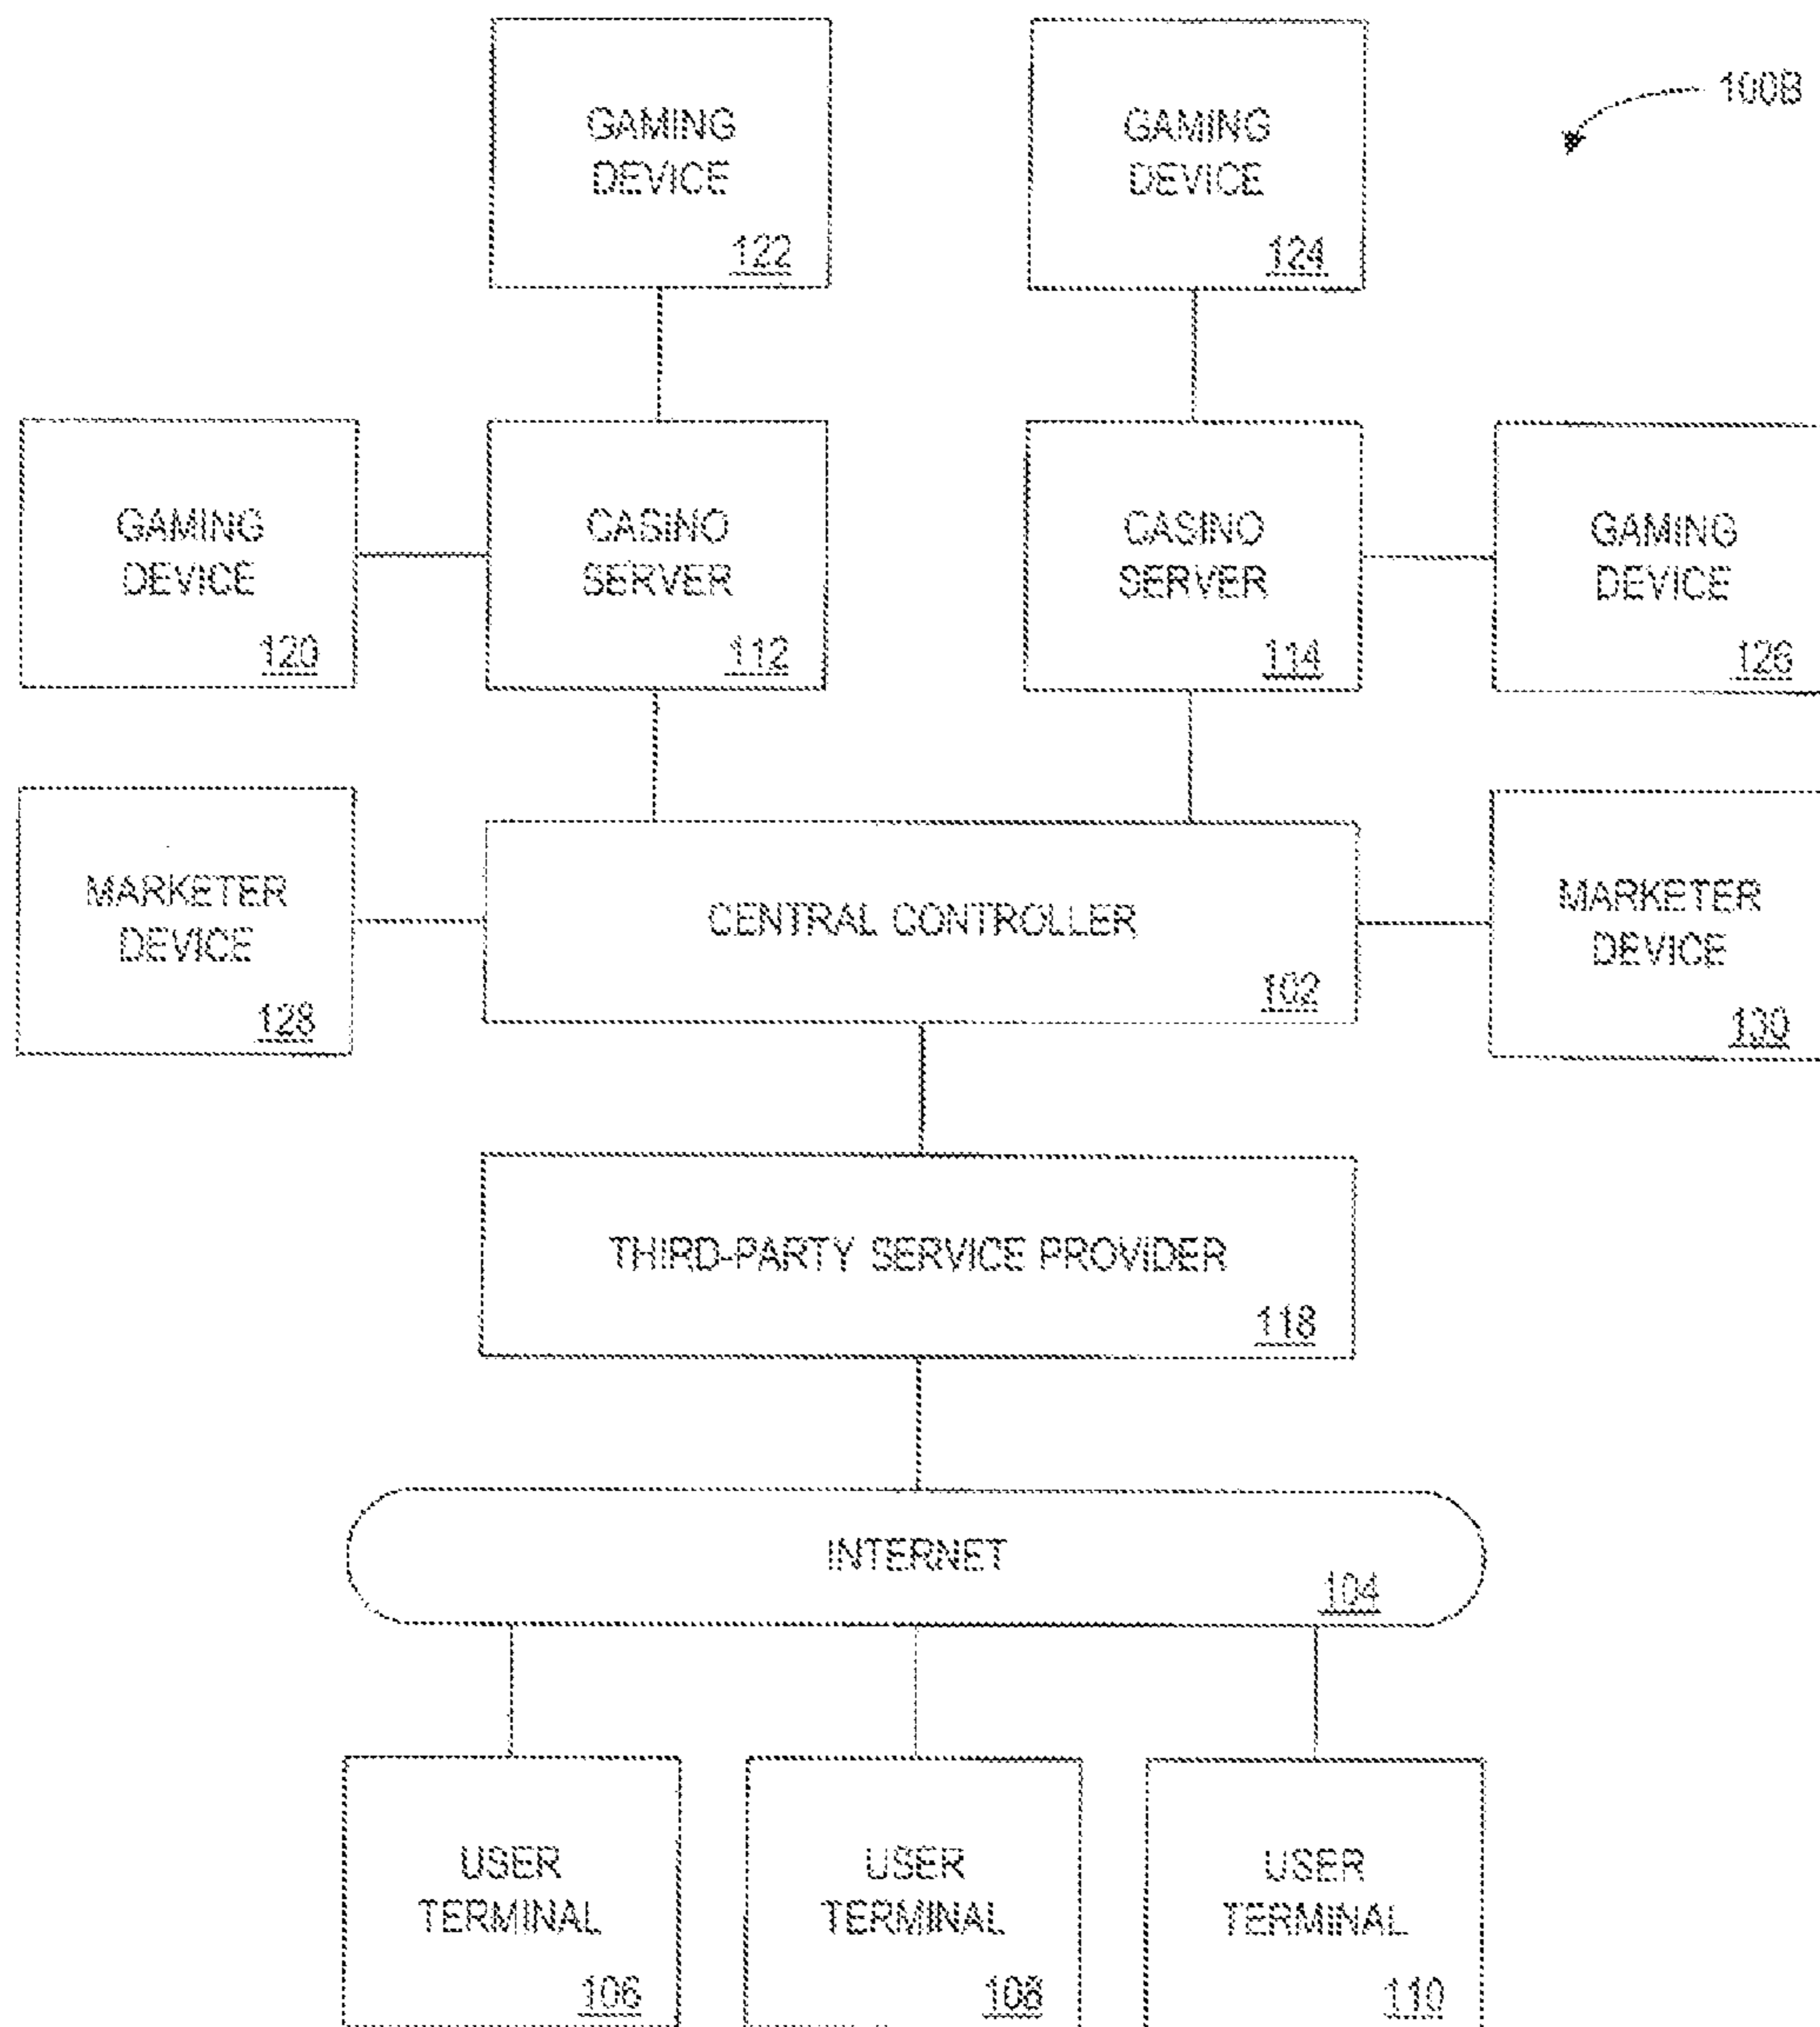 GAMING
DEVICE
122
GAMING
DEVICE
124
100B
GAMING
DEVICE
120
CASINO
SERVER
112
CASINO
SERVER
114
GAMING
DEVICE
126
MARKETER
DEVICE
128
CENTRAL CONTROLLER
102
MARKETER
DEVICE
130
THIRD-PARTY SERVICE PROVIDER
118
INTERNET
104
USER
TERMINAL
106
USER
TERMINAL
108
USER
TERMINAL
110